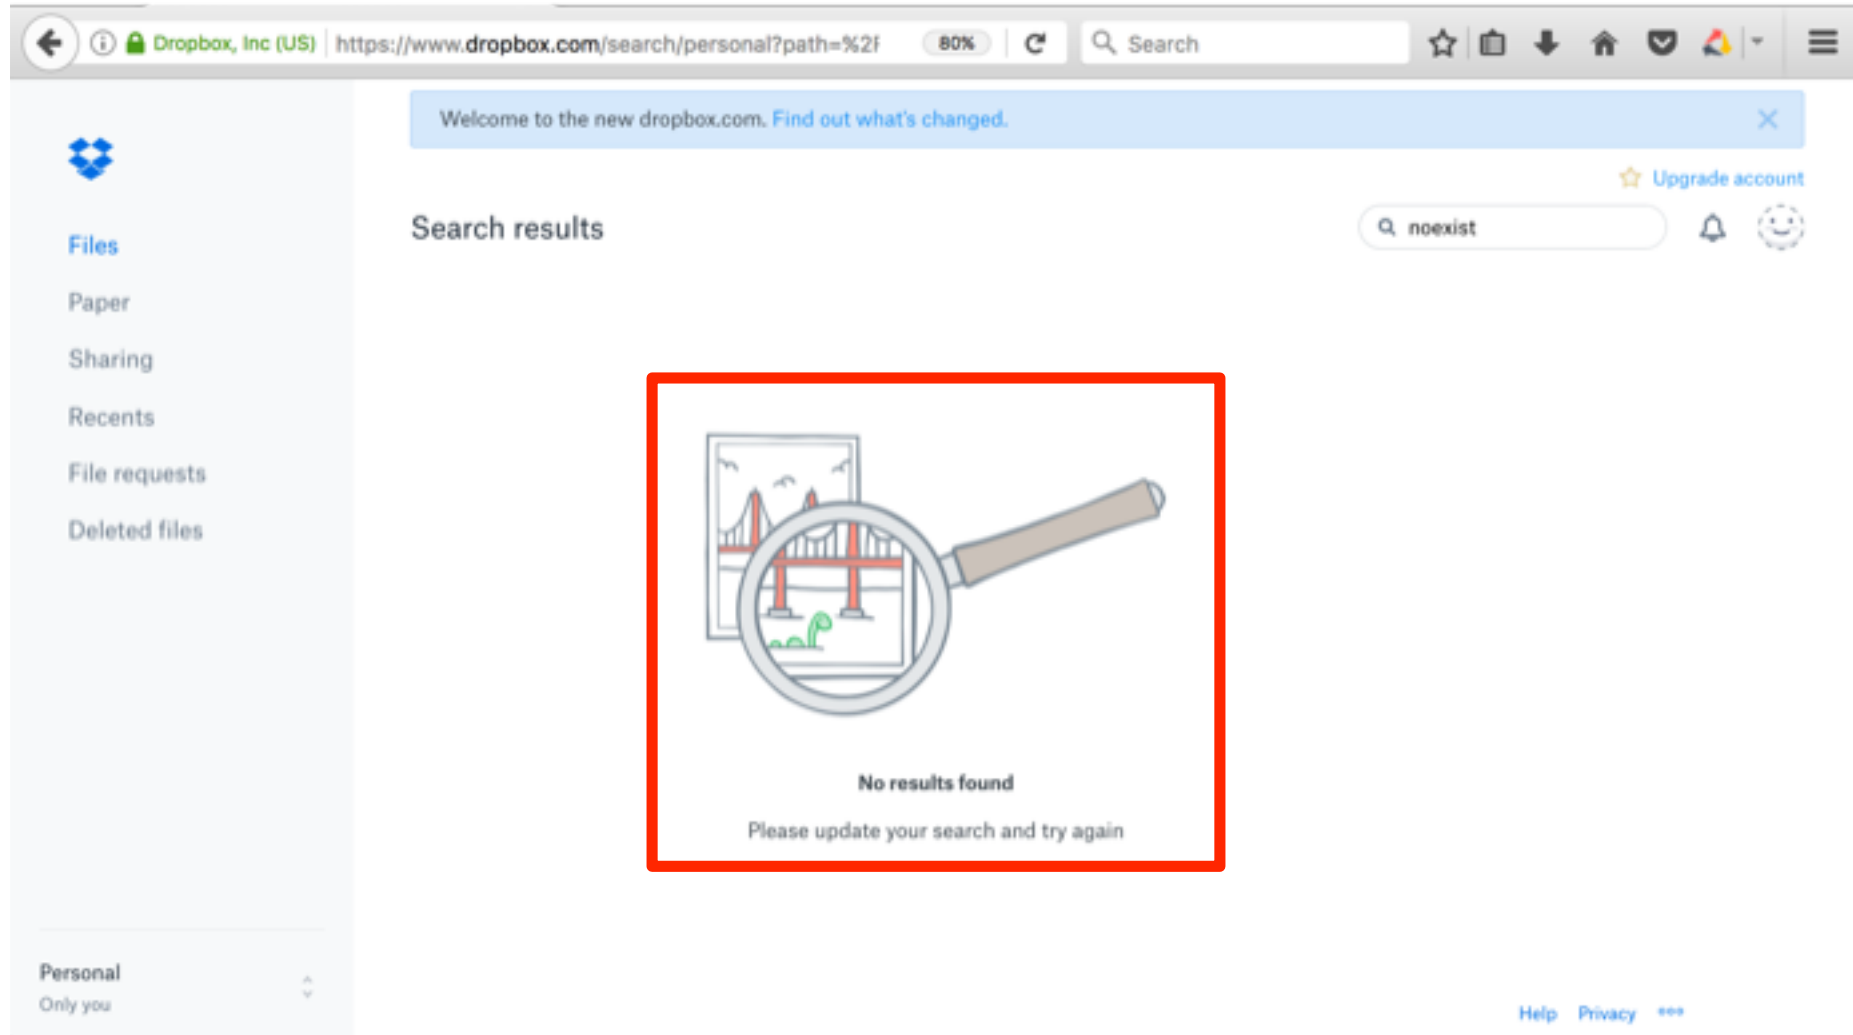 Dropbox, Inc (US) https://www.dropbox.com/search/personal?path=%2F 80% Search
Welcome to the new dropbox.com. Find out what's changed.
Upgrade account
Search results
noexist
Files
Paper
Sharing
Recents
File requests
Deleted files
No results found
Please update your search and try again
Personal
Only you
Help Privacy